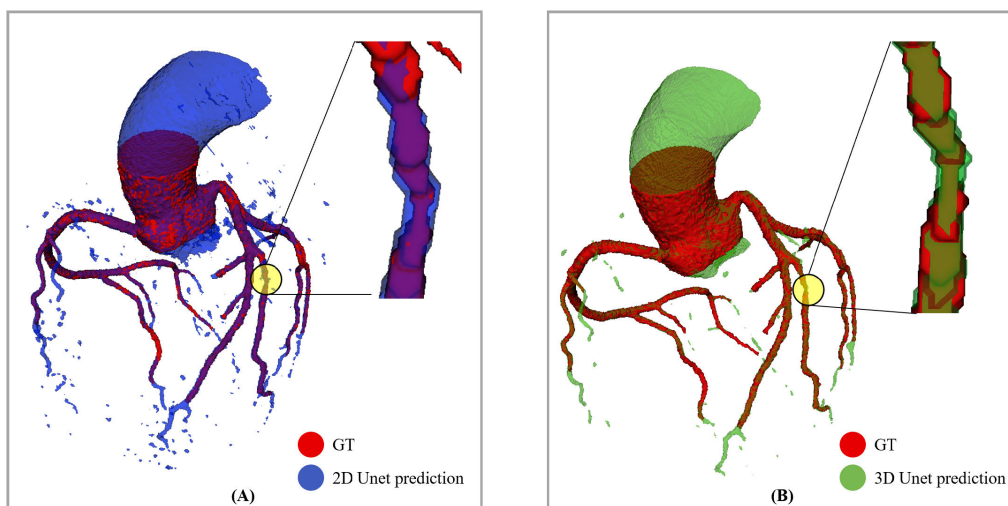 GT
2D Unet prediction
(A)
GT
3D Unet prediction
(B)